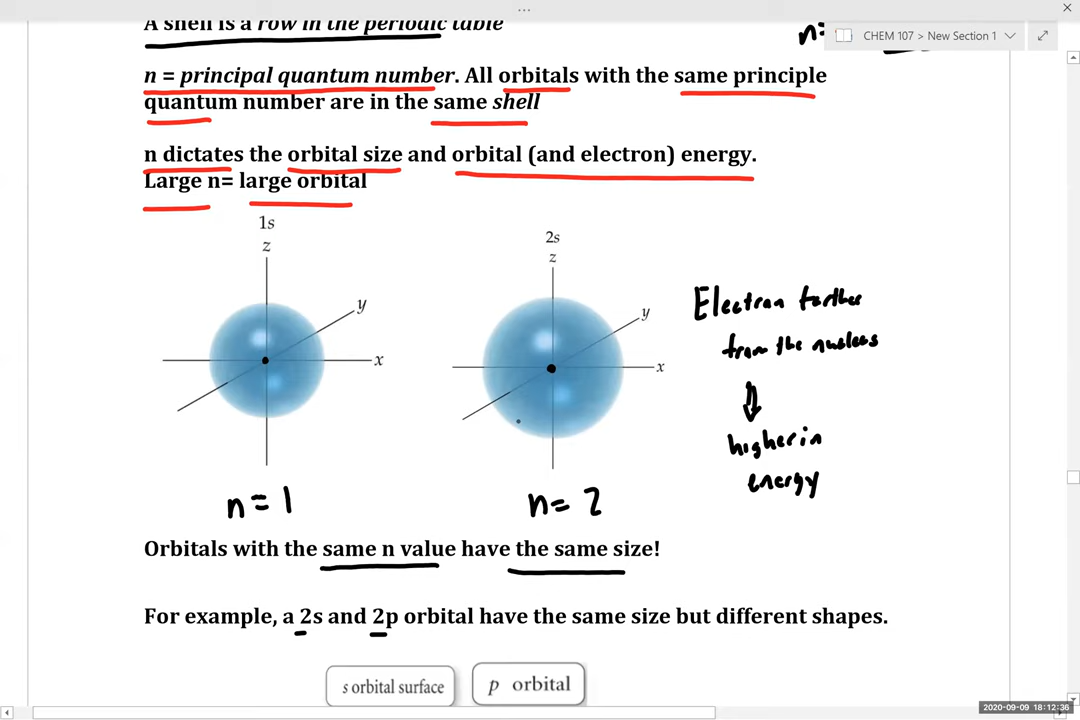 ...
CHEM 107 > New Section 1
A shell is a row in the periodic table
n=
n = principal quantum number. All orbitals with the same principle
quantum number are in the same shell
n dictates the orbital size and orbital (and electron) energy.
Large n= large orbital
1s
z
y
x
2s
z
y
x
Electron farther
from the nucleus
⇓
higher in
energy
n = 1
n = 2
Orbitals with the same n value have the same size!
For example, a 2s and 2p orbital have the same size but different shapes.
s orbital surface
p orbital
2020-09-09 18:12:36